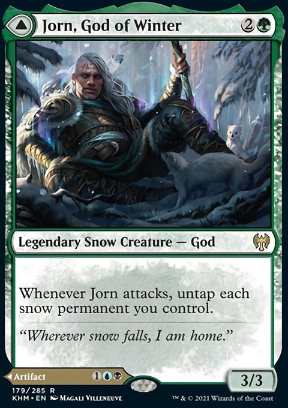 Jorn, God of Winter 2
Legendary Snow Creature — God
Whenever Jorn attacks, untap each
snow permanent you control.
“Wherever snow falls, I am home.”
3/3
Artifact 1
179/285 R
KHM • EN MAGALI VILLENEUVE
™ & © 2021 Wizards of the Coast